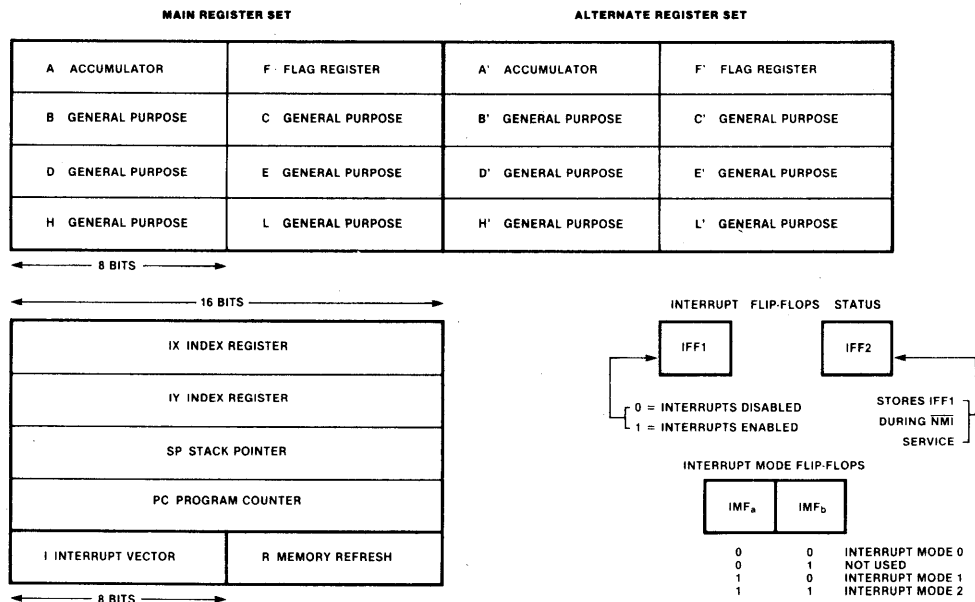 MAIN REGISTER SET
ALTERNATE REGISTER SET
A ACCUMULATOR
F FLAG REGISTER
A' ACCUMULATOR
F' FLAG REGISTER
B GENERAL PURPOSE
C GENERAL PURPOSE
B' GENERAL PURPOSE
C' GENERAL PURPOSE
D GENERAL PURPOSE
E GENERAL PURPOSE
D' GENERAL PURPOSE
E' GENERAL PURPOSE
H GENERAL PURPOSE
L GENERAL PURPOSE
H' GENERAL PURPOSE
L' GENERAL PURPOSE
8 BITS
16 BITS
IX INDEX REGISTER
IY INDEX REGISTER
SP STACK POINTER
PC PROGRAM COUNTER
I INTERRUPT VECTOR
R MEMORY REFRESH
8 BITS
INTERRUPT FLIP-FLOPS STATUS
IFF1
IFF2
0 = INTERRUPTS DISABLED
1 = INTERRUPTS ENABLED
STORES IFF1
DURING N̅M̅I̅
SERVICE
INTERRUPT MODE FLIP-FLOPS
IMFa
IMFb
0 0 INTERRUPT MODE 0
0 1 NOT USED
1 0 INTERRUPT MODE 1
1 1 INTERRUPT MODE 2